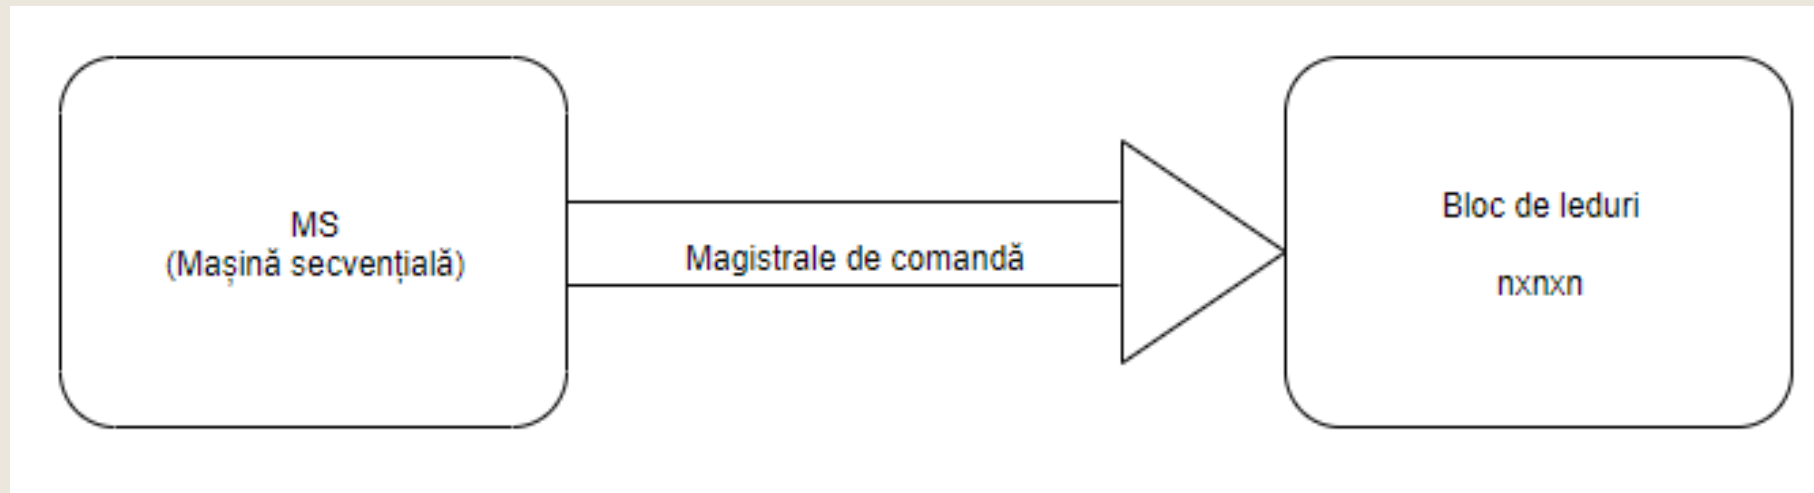 MS
(Mașină secvențială)
Magistrale de comandă
Bloc de leduri
nxnxn